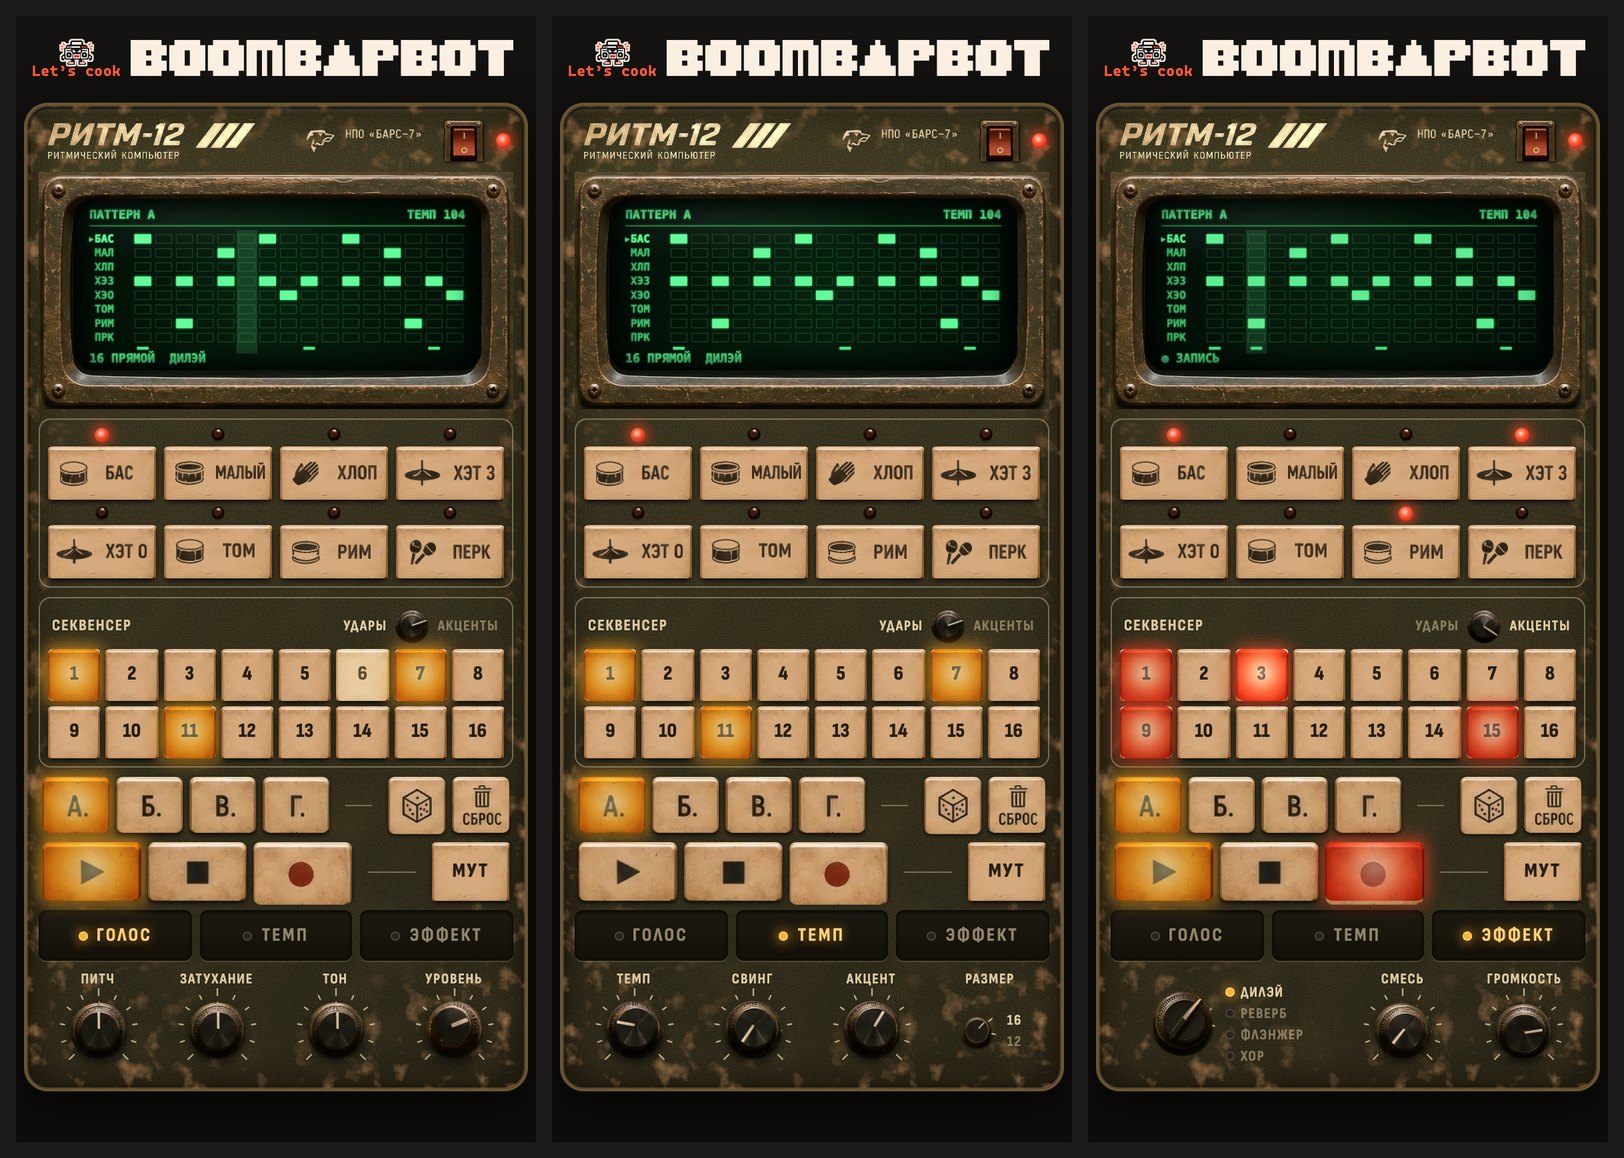 BOOMBAPBOT
Let's cook
РИТМ-12
РИТМИЧЕСКИЙ КОМПЬЮТЕР
НПО «БАРС-7»
ПАТТЕРН А ТЕМП 104
▸БАС
МАЛ
ХЛП
ХЭЗ
ХЭО
ТОМ
РИМ
ПРК
16 ПРЯМОЙ ДИЛЭЙ
БАС МАЛЫЙ ХЛОП ХЭТ З
ХЭТ О ТОМ РИМ ПЕРК
СЕКВЕНСЕР УДАРЫ АКЦЕНТЫ
1 2 3 4 5 6 7 8
9 10 11 12 13 14 15 16
А. Б. В. Г. СБРОС
МУТ
ГОЛОС ТЕМП ЭФФЕКТ
ПИТЧ ЗАТУХАНИЕ ТОН УРОВЕНЬ
BOOMBAPBOT
Let's cook
РИТМ-12
РИТМИЧЕСКИЙ КОМПЬЮТЕР
НПО «БАРС-7»
ПАТТЕРН А ТЕМП 104
▸БАС
МАЛ
ХЛП
ХЭЗ
ХЭО
ТОМ
РИМ
ПРК
16 ПРЯМОЙ ДИЛЭЙ
БАС МАЛЫЙ ХЛОП ХЭТ З
ХЭТ О ТОМ РИМ ПЕРК
СЕКВЕНСЕР УДАРЫ АКЦЕНТЫ
1 2 3 4 5 6 7 8
9 10 11 12 13 14 15 16
А. Б. В. Г. СБРОС
МУТ
ГОЛОС ТЕМП ЭФФЕКТ
ТЕМП СВИНГ АКЦЕНТ РАЗМЕР
16
12
BOOMBAPBOT
Let's cook
РИТМ-12
РИТМИЧЕСКИЙ КОМПЬЮТЕР
НПО «БАРС-7»
ПАТТЕРН А ТЕМП 104
▸БАС
МАЛ
ХЛП
ХЭЗ
ХЭО
ТОМ
РИМ
ПРК
● ЗАПИСЬ
БАС МАЛЫЙ ХЛОП ХЭТ З
ХЭТ О ТОМ РИМ ПЕРК
СЕКВЕНСЕР УДАРЫ АКЦЕНТЫ
1 2 3 4 5 6 7 8
9 10 11 12 13 14 15 16
А. Б. В. Г. СБРОС
МУТ
ГОЛОС ТЕМП ЭФФЕКТ
ДИЛЭЙ
РЕВЕРБ
ФЛЭНЖЕР
ХОР
СМЕСЬ ГРОМКОСТЬ